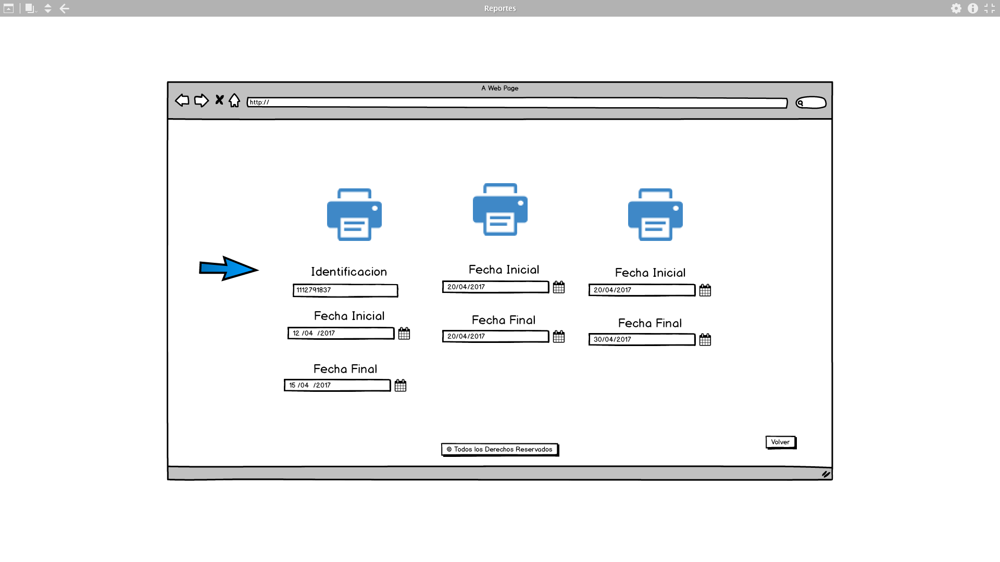 Reportes
A Web Page
http://
Identificacion
1112791837
Fecha Inicial
12 /04 /2017
Fecha Final
15 /04 /2017
Fecha Inicial
20/04/2017
Fecha Final
20/04/2017
Fecha Inicial
20/04/2017
Fecha Final
30/04/2017
© Todos los Derechos Reservados
Volver